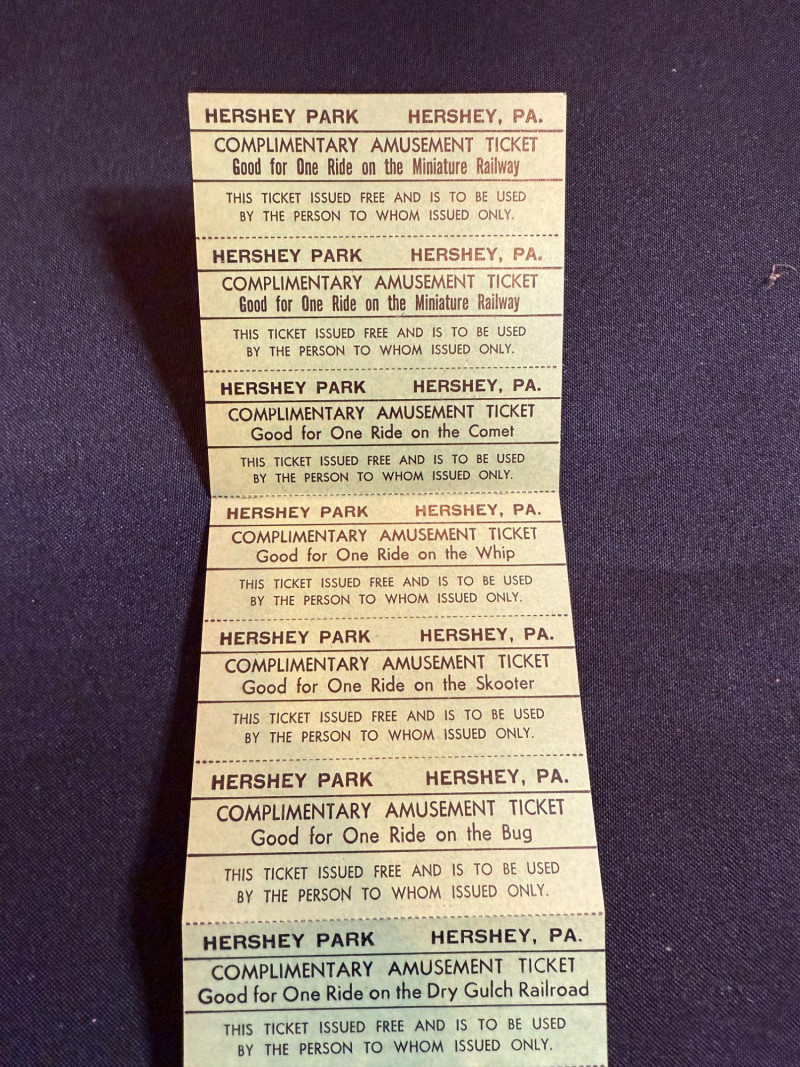 HERSHEY PARK HERSHEY, PA.
COMPLIMENTARY AMUSEMENT TICKET
Good for One Ride on the Miniature Railway
THIS TICKET ISSUED FREE AND IS TO BE USED
BY THE PERSON TO WHOM ISSUED ONLY.
HERSHEY PARK HERSHEY, PA.
COMPLIMENTARY AMUSEMENT TICKET
Good for One Ride on the Miniature Railway
THIS TICKET ISSUED FREE AND IS TO BE USED
BY THE PERSON TO WHOM ISSUED ONLY.
HERSHEY PARK HERSHEY, PA.
COMPLIMENTARY AMUSEMENT TICKET
Good for One Ride on the Comet
THIS TICKET ISSUED FREE AND IS TO BE USED
BY THE PERSON TO WHOM ISSUED ONLY.
HERSHEY PARK HERSHEY, PA.
COMPLIMENTARY AMUSEMENT TICKET
Good for One Ride on the Whip
THIS TICKET ISSUED FREE AND IS TO BE USED
BY THE PERSON TO WHOM ISSUED ONLY.
HERSHEY PARK HERSHEY, PA.
COMPLIMENTARY AMUSEMENT TICKET
Good for One Ride on the Skooter
THIS TICKET ISSUED FREE AND IS TO BE USED
BY THE PERSON TO WHOM ISSUED ONLY.
HERSHEY PARK HERSHEY, PA.
COMPLIMENTARY AMUSEMENT TICKET
Good for One Ride on the Bug
THIS TICKET ISSUED FREE AND IS TO BE USED
BY THE PERSON TO WHOM ISSUED ONLY.
HERSHEY PARK HERSHEY, PA.
COMPLIMENTARY AMUSEMENT TICKET
Good for One Ride on the Dry Gulch Railroad
THIS TICKET ISSUED FREE AND IS TO BE USED
BY THE PERSON TO WHOM ISSUED ONLY.